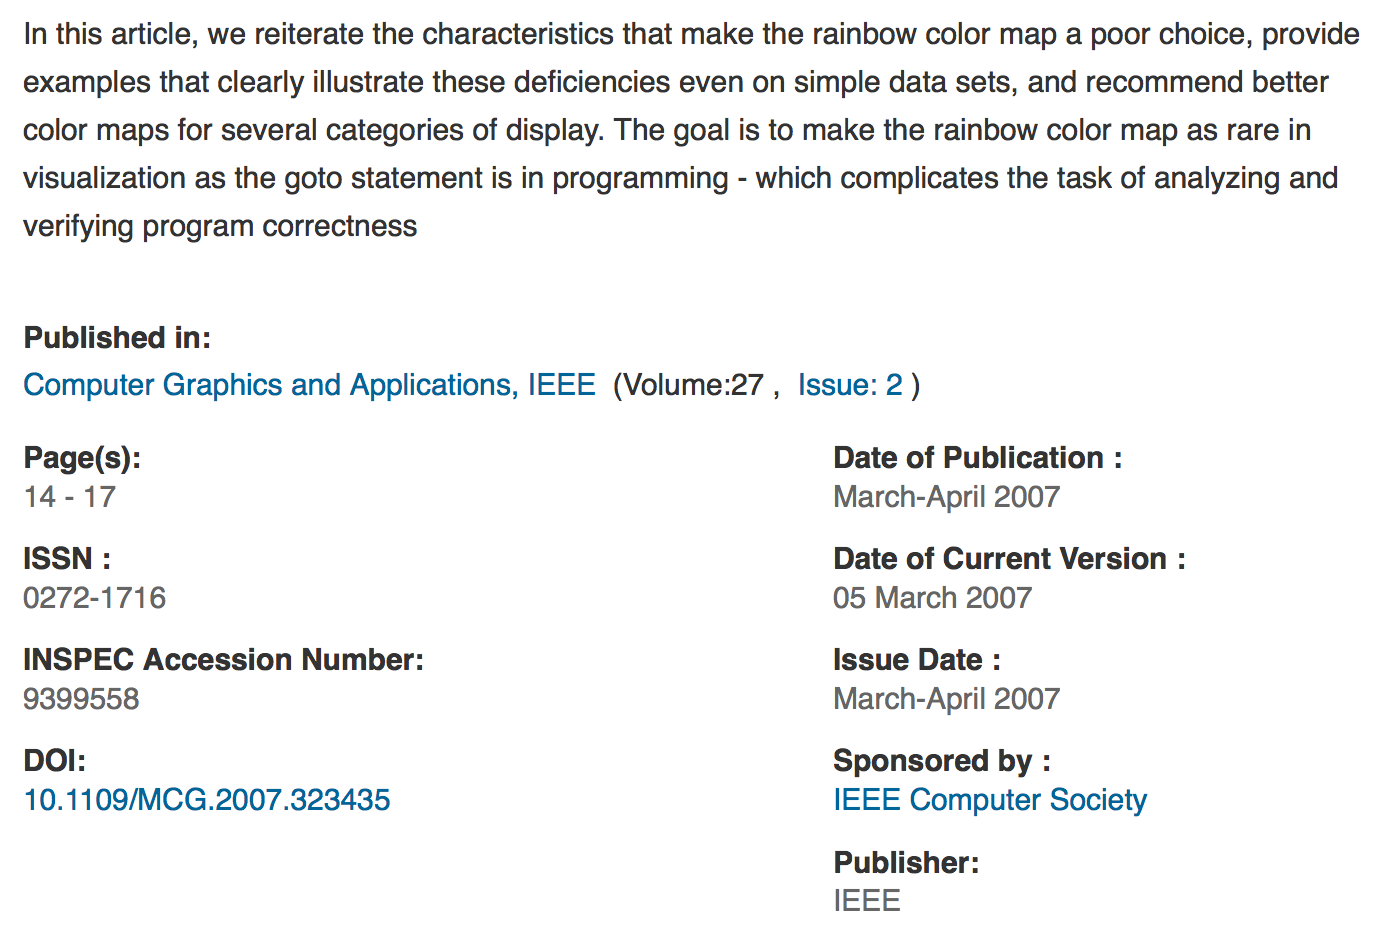 In this article, we reiterate the characteristics that make the rainbow color map a poor choice, provide
examples that clearly illustrate these deficiencies even on simple data sets, and recommend better
color maps for several categories of display. The goal is to make the rainbow color map as rare in
visualization as the goto statement is in programming - which complicates the task of analyzing and
verifying program correctness
Published in:
Computer Graphics and Applications, IEEE (Volume:27 , Issue: 2 )
Page(s):
14 - 17
ISSN :
0272-1716
INSPEC Accession Number:
9399558
DOI:
10.1109/MCG.2007.323435
Date of Publication :
March-April 2007
Date of Current Version :
05 March 2007
Issue Date :
March-April 2007
Sponsored by :
IEEE Computer Society
Publisher:
IEEE